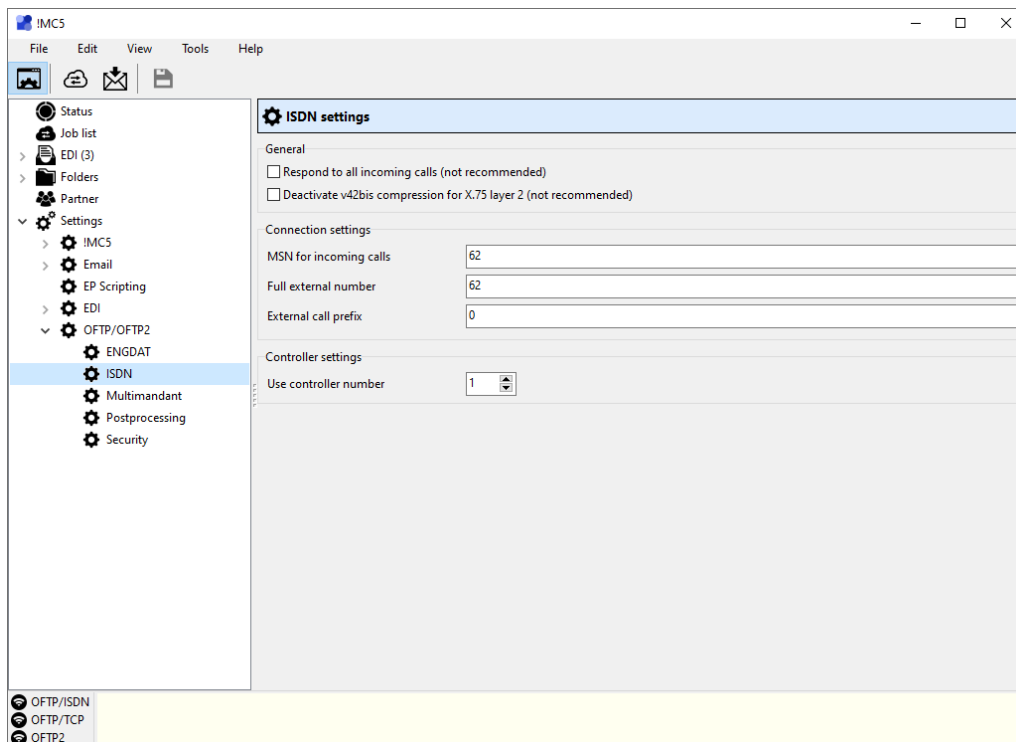 !MC5
File Edit View Tools Help
Status
Job list
EDI (3)
Folders
Partner
Settings
!MC5
Email
EP Scripting
EDI
OFTP/OFTP2
ENGDAT
ISDN
Multimandant
Postprocessing
Security
ISDN settings
General
Respond to all incoming calls (not recommended)
Deactivate v42bis compression for X.75 layer 2 (not recommended)
Connection settings
MSN for incoming calls 62
Full external number 62
External call prefix 0
Controller settings
Use controller number 1
OFTP/ISDN
OFTP/TCP
OFTP2